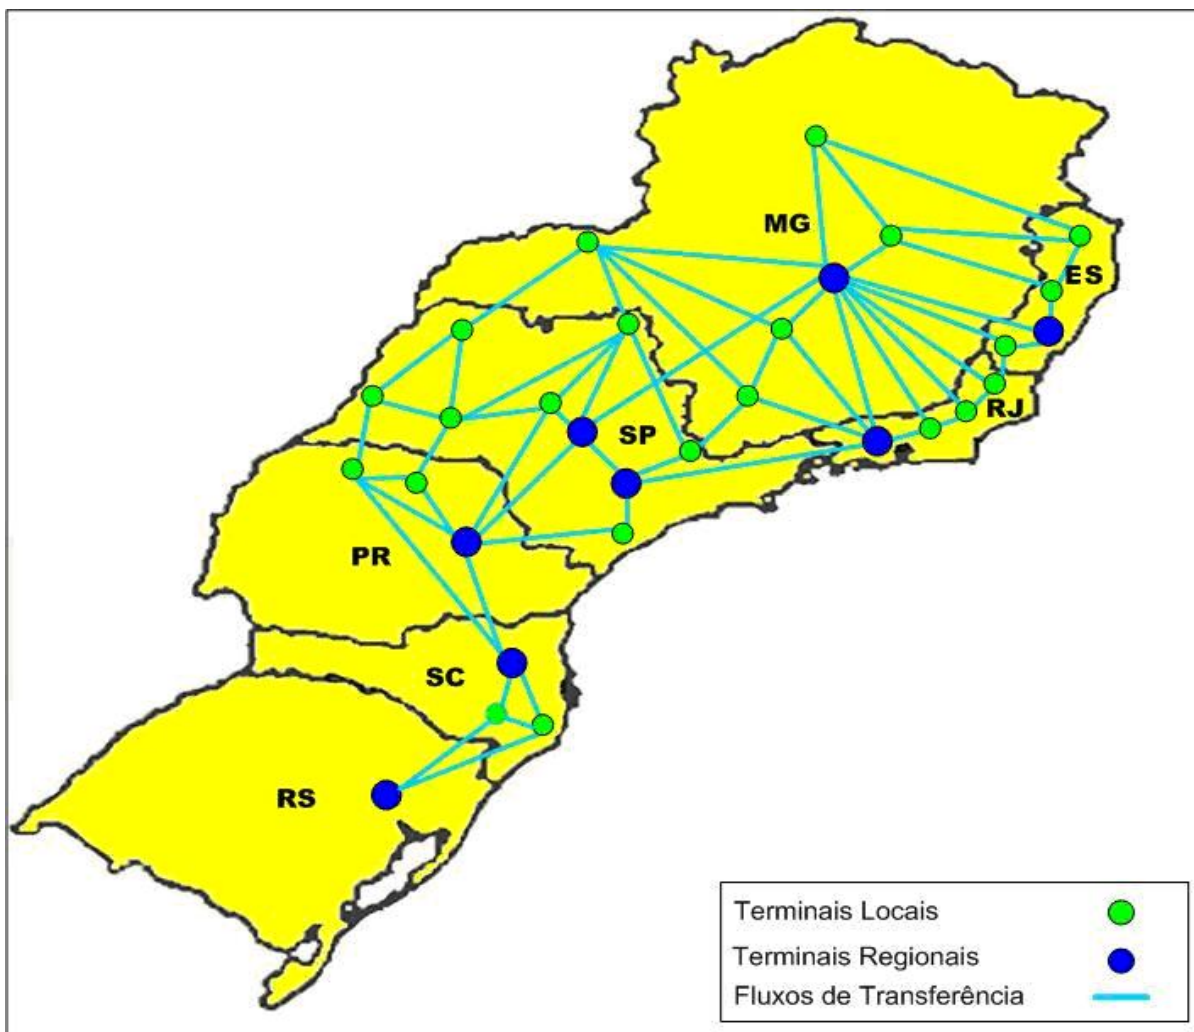 MG
ES
RJ
SP
PR
SC
RS
Terminais Locais
Terminais Regionais
Fluxos de Transferência